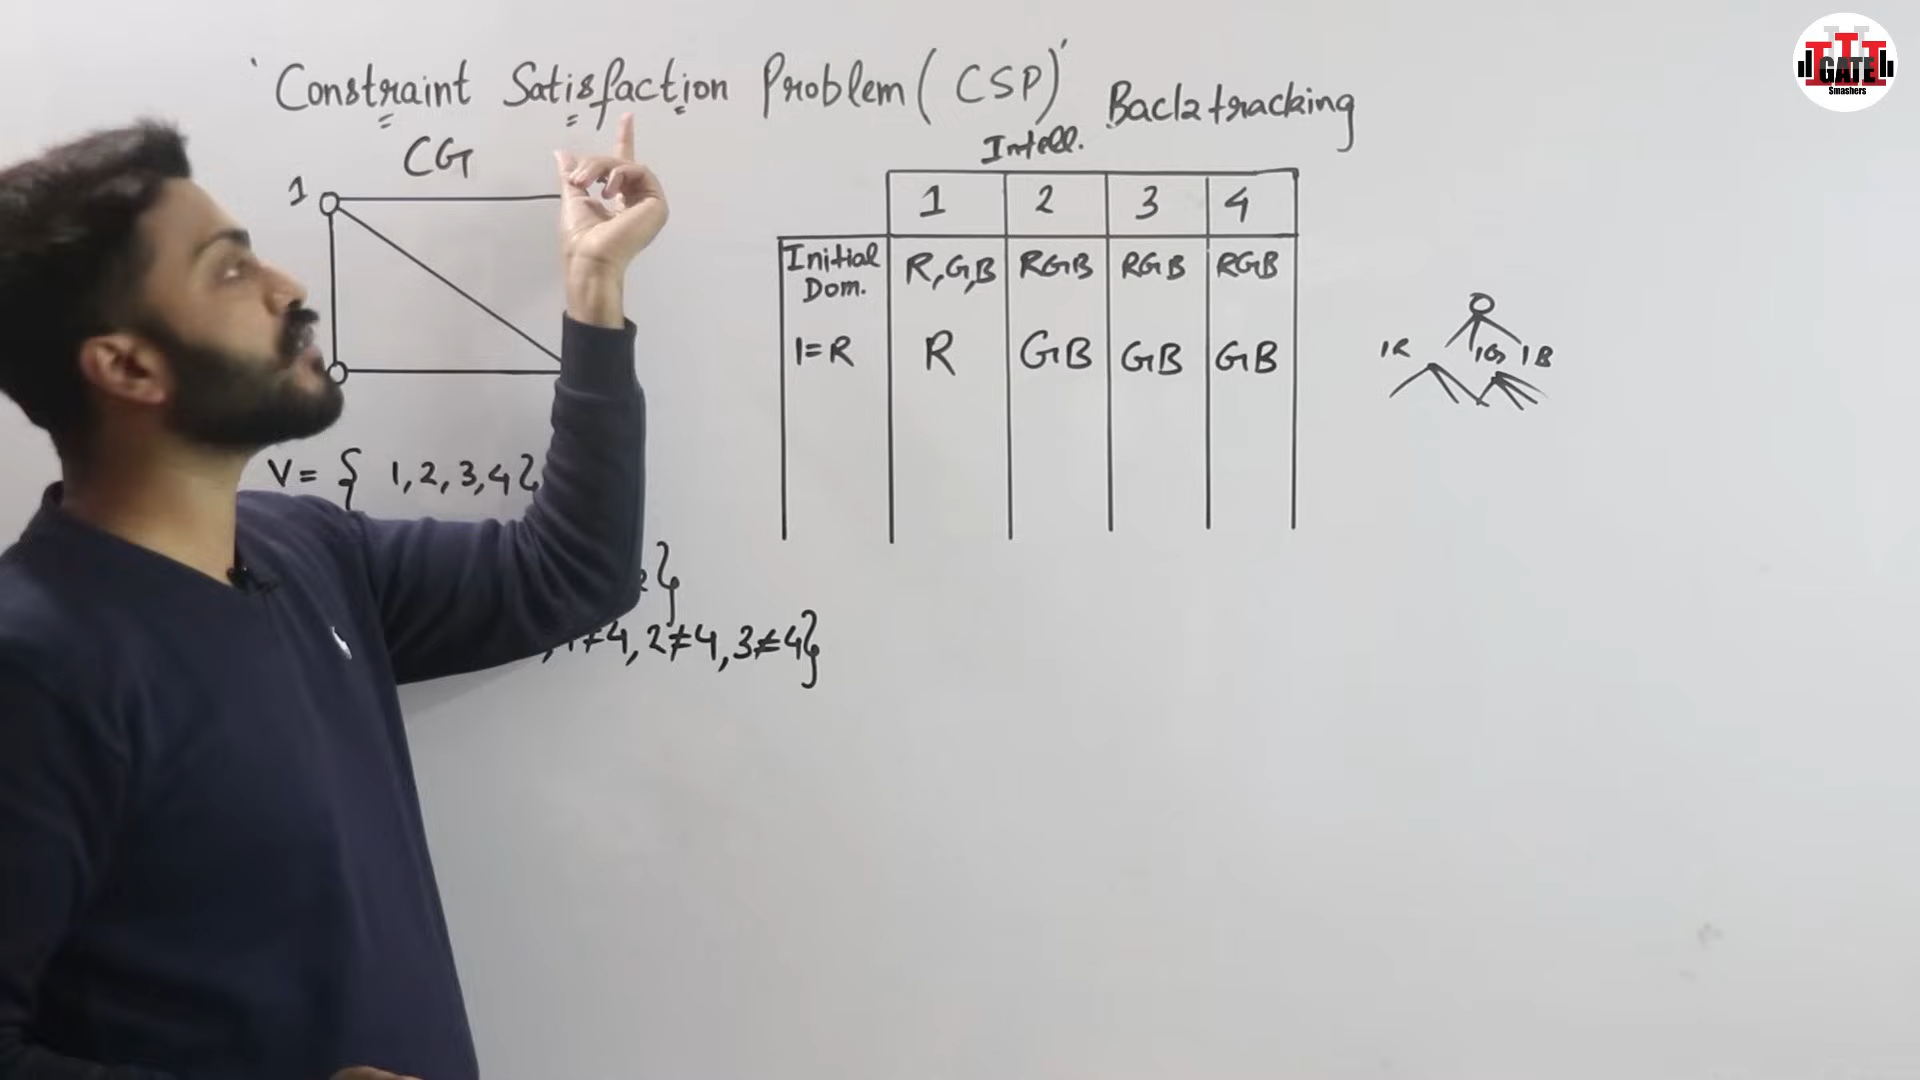 'Constraint Satisfaction Problem (CSP)'
Backtracking
Intell.
CG
1
1 2 3 4
Initial Dom. R,G,B RGB RGB RGB
1=R R GB GB GB
1R 1G 1B
V = { 1,2,3,4}
}
≠4, 2≠4, 3≠4}
GATE
Smashers